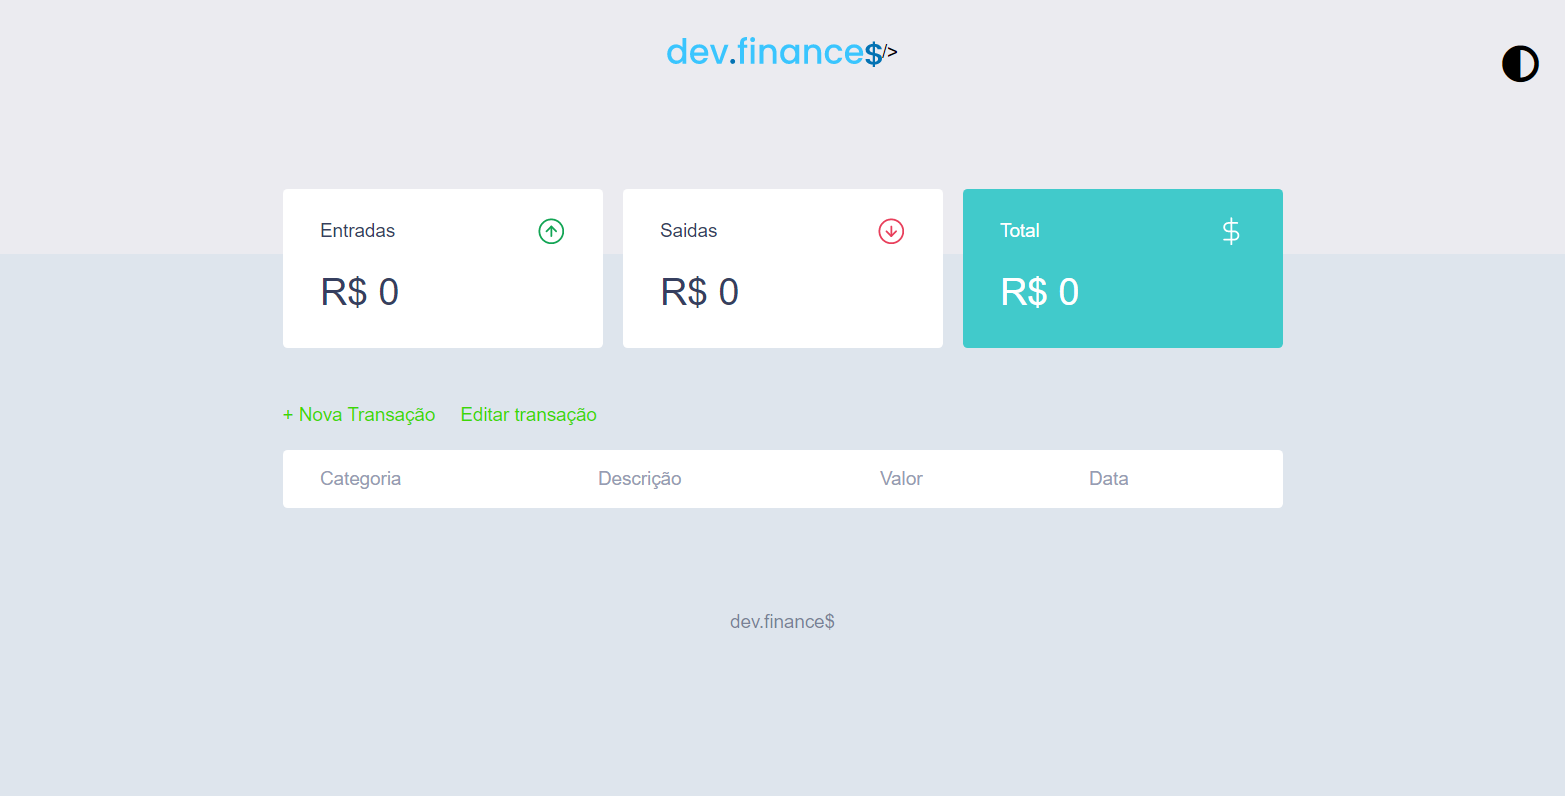 dev.finance$/>
Entradas
R$ 0
Saidas
R$ 0
Total
$
R$ 0
+ Nova Transação Editar transação
Categoria Descrição Valor Data
dev.finance$